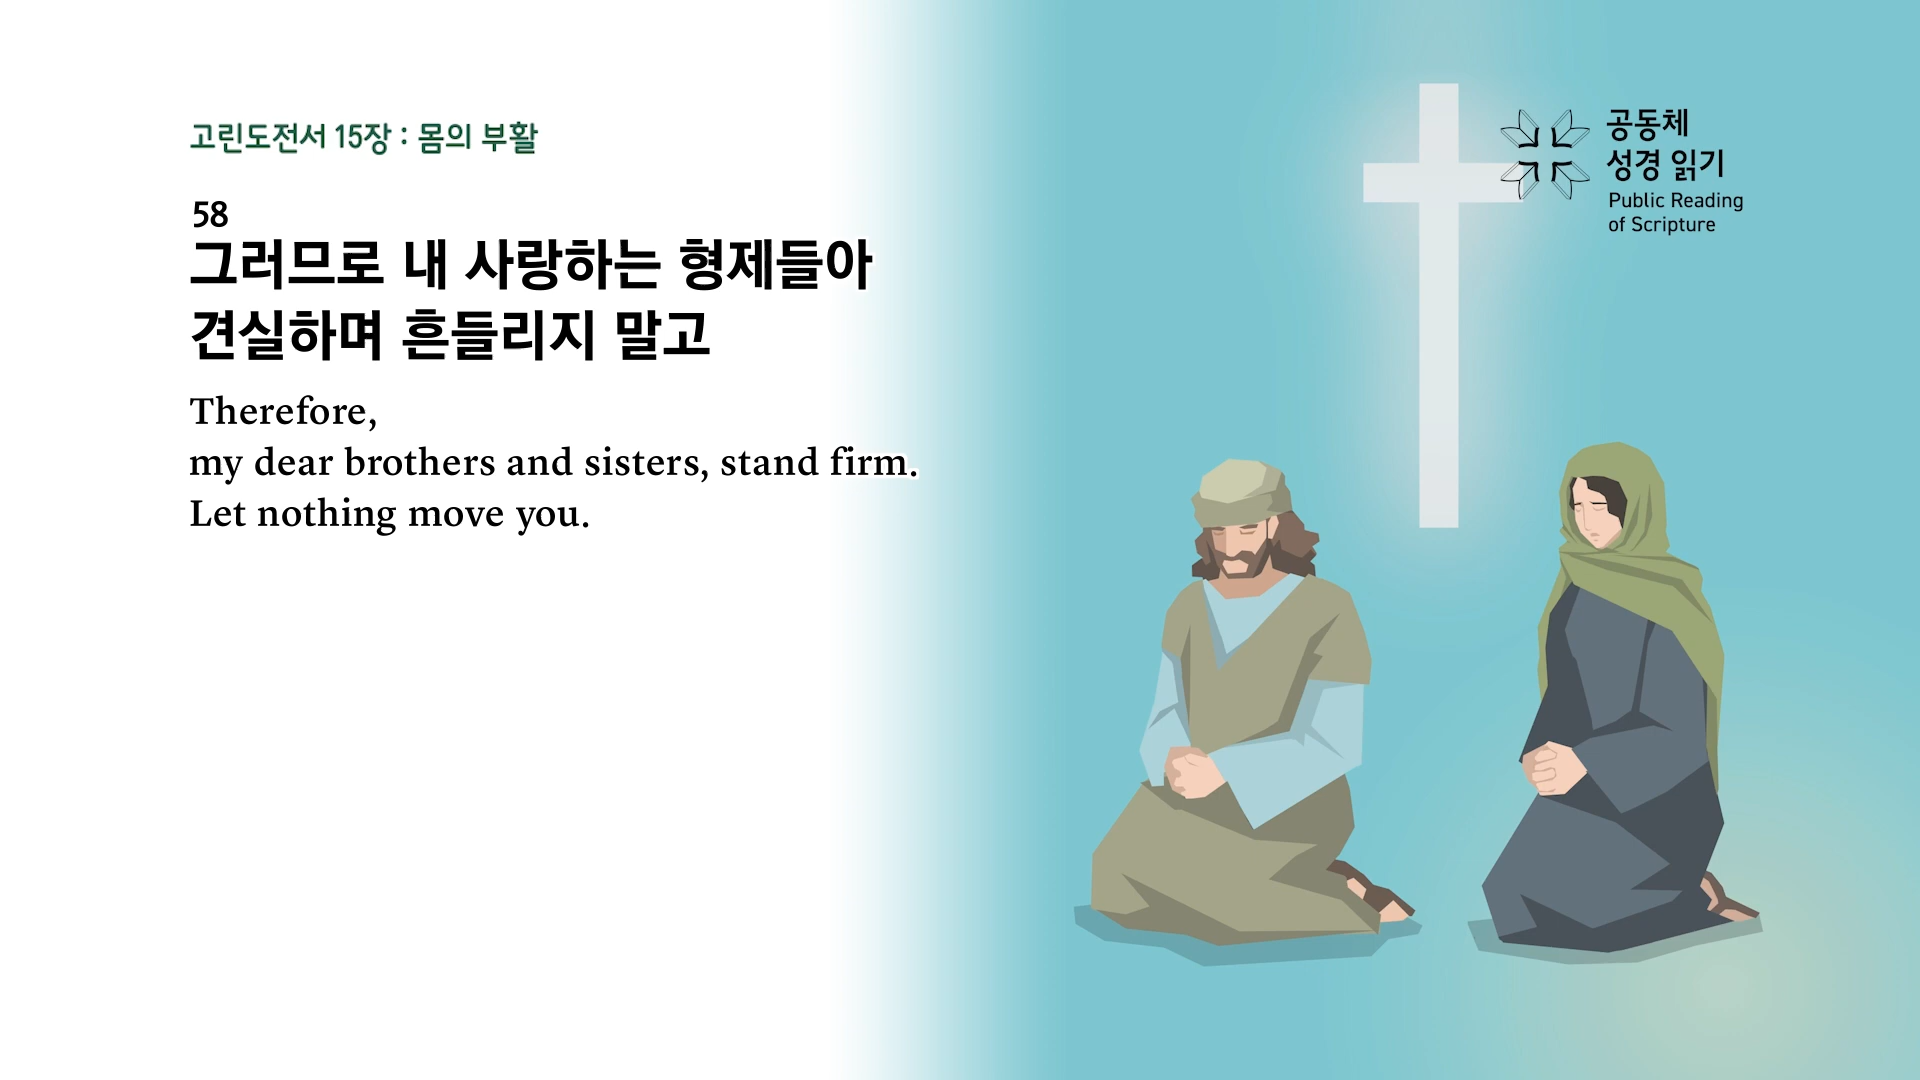 고린도전서 15장 : 몸의 부활
58
그러므로 내 사랑하는 형제들아
견실하며 흔들리지 말고
Therefore,
my dear brothers and sisters, stand firm.
Let nothing move you.
공동체
성경 읽기
Public Reading
of Scripture